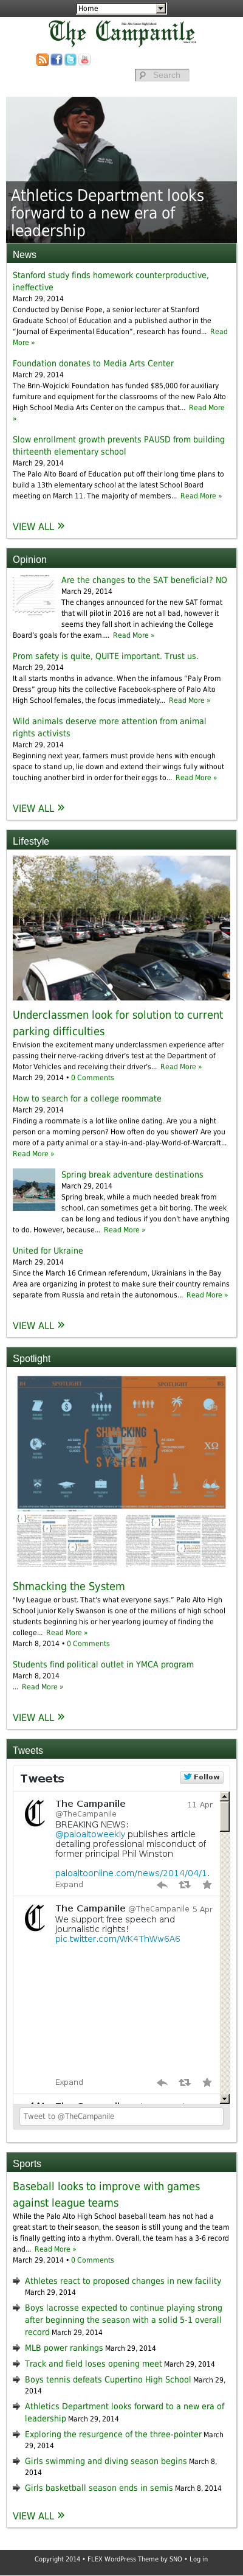 Home
Palo Alto Senior High School
The Campanile
Search
Athletics Department looks
forward to a new era of
leadership
News
Stanford study finds homework counterproductive,
ineffective
March 29, 2014
Conducted by Denise Pope, a senior lecturer at Stanford
Graduate School of Education and a published author in the
"Journal of Experimental Education", research has found... Read
More »
Foundation donates to Media Arts Center
March 29, 2014
The Brin-Wojcicki Foundation has funded $85,000 for auxiliary
furniture and equipment for the classrooms of the new Palo Alto
High School Media Arts Center on the campus that... Read More
»
Slow enrollment growth prevents PAUSD from building
thirteenth elementary school
March 29, 2014
The Palo Alto Board of Education put off their long time plans to
build a 13th elementary school at the latest School Board
meeting on March 11. The majority of members... Read More »
VIEW ALL »
Opinion
Are the changes to the SAT beneficial? NO
March 29, 2014
The changes announced for the new SAT format
that will pilot in 2016 are not all bad, however it
seems they fall short in achieving the College
Board's goals for the exam.... Read More »
Prom safety is quite, QUITE important. Trust us.
March 29, 2014
It all starts months in advance. When the infamous "Paly Prom
Dress" group hits the collective Facebook-sphere of Palo Alto
High School females, the focus immediately... Read More »
Wild animals deserve more attention from animal
rights activists
March 29, 2014
Beginning next year, farmers must provide hens with enough
space to stand up, lie down and extend their wings fully without
touching another bird in order for their eggs to... Read More »
VIEW ALL »
Lifestyle
Underclassmen look for solution to current
parking difficulties
Envision the excitement many underclassmen experience after
passing their nerve-racking driver's test at the Department of
Motor Vehicles and receiving their driver's... Read More »
March 29, 2014 • 0 Comments
How to search for a college roommate
March 29, 2014
Finding a roommate is a lot like online dating. Are you a night
person or a morning person? How often do you shower? Are you
more of a party animal or a stay-in-and-play-World-of-Warcraft...
Read More »
Spring break adventure destinations
March 29, 2014
Spring break, while a much needed break from
school, can sometimes get a bit boring. The week
can be long and tedious if you don't have anything
to do. However, because... Read More »
United for Ukraine
March 29, 2014
Since the March 16 Crimean referendum, Ukrainians in the Bay
Area are organizing in protest to make sure their country remains
separate from Russia and retain the autonomous... Read More »
VIEW ALL »
Spotlight
SPOTLIGHT SPOTLIGHT
SHMACKING THE
SYSTEM
ΧΩ
Shmacking the System
"Ivy League or bust. That's what everyone says." Palo Alto High
School junior Kelly Swanson is one of the millions of high school
students beginning his or her yearlong journey of finding the
college... Read More »
March 8, 2014 • 0 Comments
Students find political outlet in YMCA program
March 8, 2014
... Read More »
VIEW ALL »
Tweets
Tweets Follow
The Campanile 11 Apr
@TheCampanile
BREAKING NEWS:
@paloaltoweekly publishes article
detailing professional misconduct of
former principal Phil Winston
paloaltoonline.com/news/2014/04/1.
Expand
The Campanile @TheCampanile 5 Apr
We support free speech and
journalistic rights!
pic.twitter.com/WK4ThWw6A6
Expand
Tweet to @TheCampanile
Sports
Baseball looks to improve with games
against league teams
While the Palo Alto High School baseball team has not had a
great start to their season, the season is still young and the team
is finally getting into a rhythm. Overall, the team has a 3-6 record
and... Read More »
March 29, 2014 • 0 Comments
Athletes react to proposed changes in new facility
March 29, 2014
Boys lacrosse expected to continue playing strong
after beginning the season with a solid 5-1 overall
record March 29, 2014
MLB power rankings March 29, 2014
Track and field loses opening meet March 29, 2014
Boys tennis defeats Cupertino High School March 29,
2014
Athletics Department looks forward to a new era of
leadership March 29, 2014
Exploring the resurgence of the three-pointer March
29, 2014
Girls swimming and diving season begins March 8,
2014
Girls basketball season ends in semis March 8, 2014
VIEW ALL »
Copyright 2014 • FLEX WordPress Theme by SNO • Log in